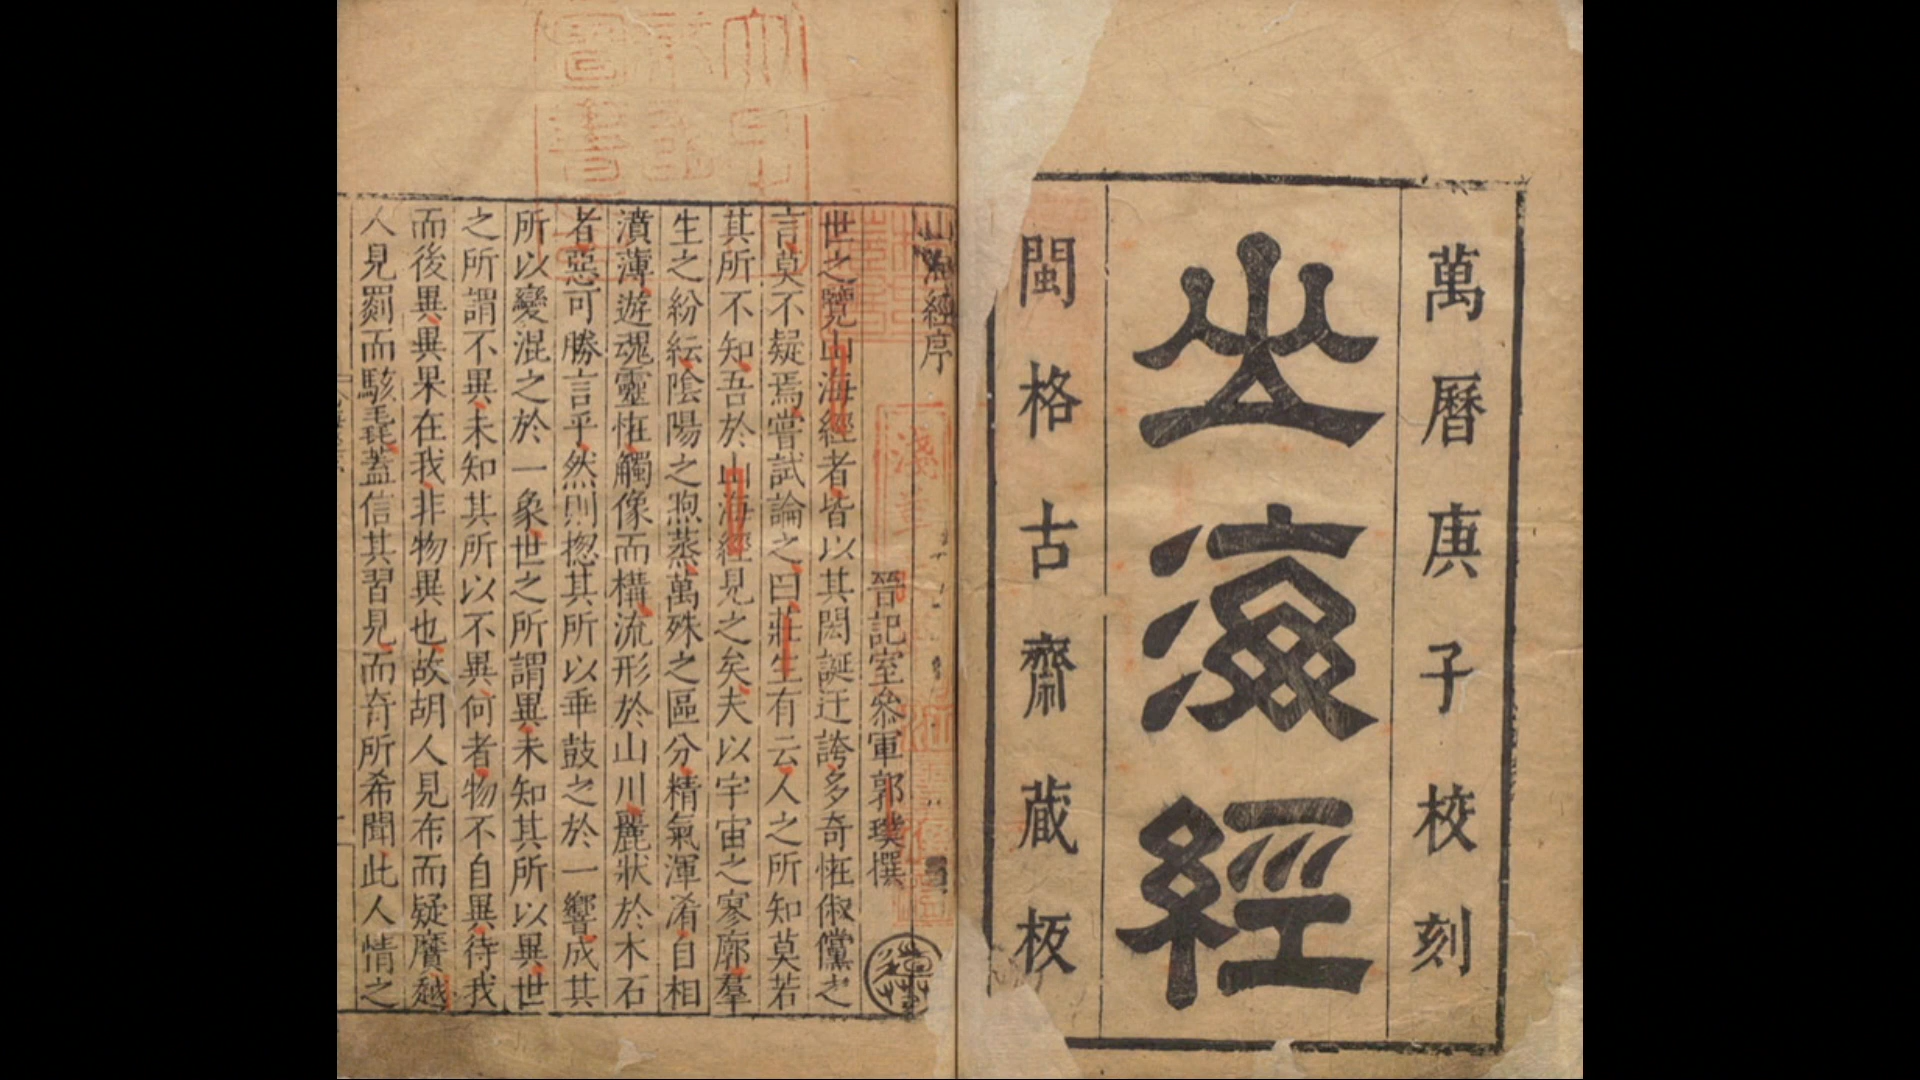 萬曆庚子校刻
山海經
閩格古齋藏板
山海經序
晉記室參軍郭璞撰
世之覽山海經者皆以其閎誕迂誇多奇恠俶儻之
言莫不疑焉嘗試論之曰莊生有云人之所知莫若
其所不知吾於山海經見之矣夫以宇宙之寥廓羣
生之紛紜陰陽之煦蒸萬殊之區分精氣渾淆自相
濆薄遊魂靈恠觸像而構流形於山川麗狀於木石
者惡可勝言乎然則揔其所以乖鼓之於一響成其
所以變混之於一象世之所謂異未知其所以異世
之所謂不異未知其所以不異何者物不自異待我
而後異異果在我非物異也故胡人見布而疑黂越
人見罽而駭毳蓋信其習見而奇所希聞此人情之